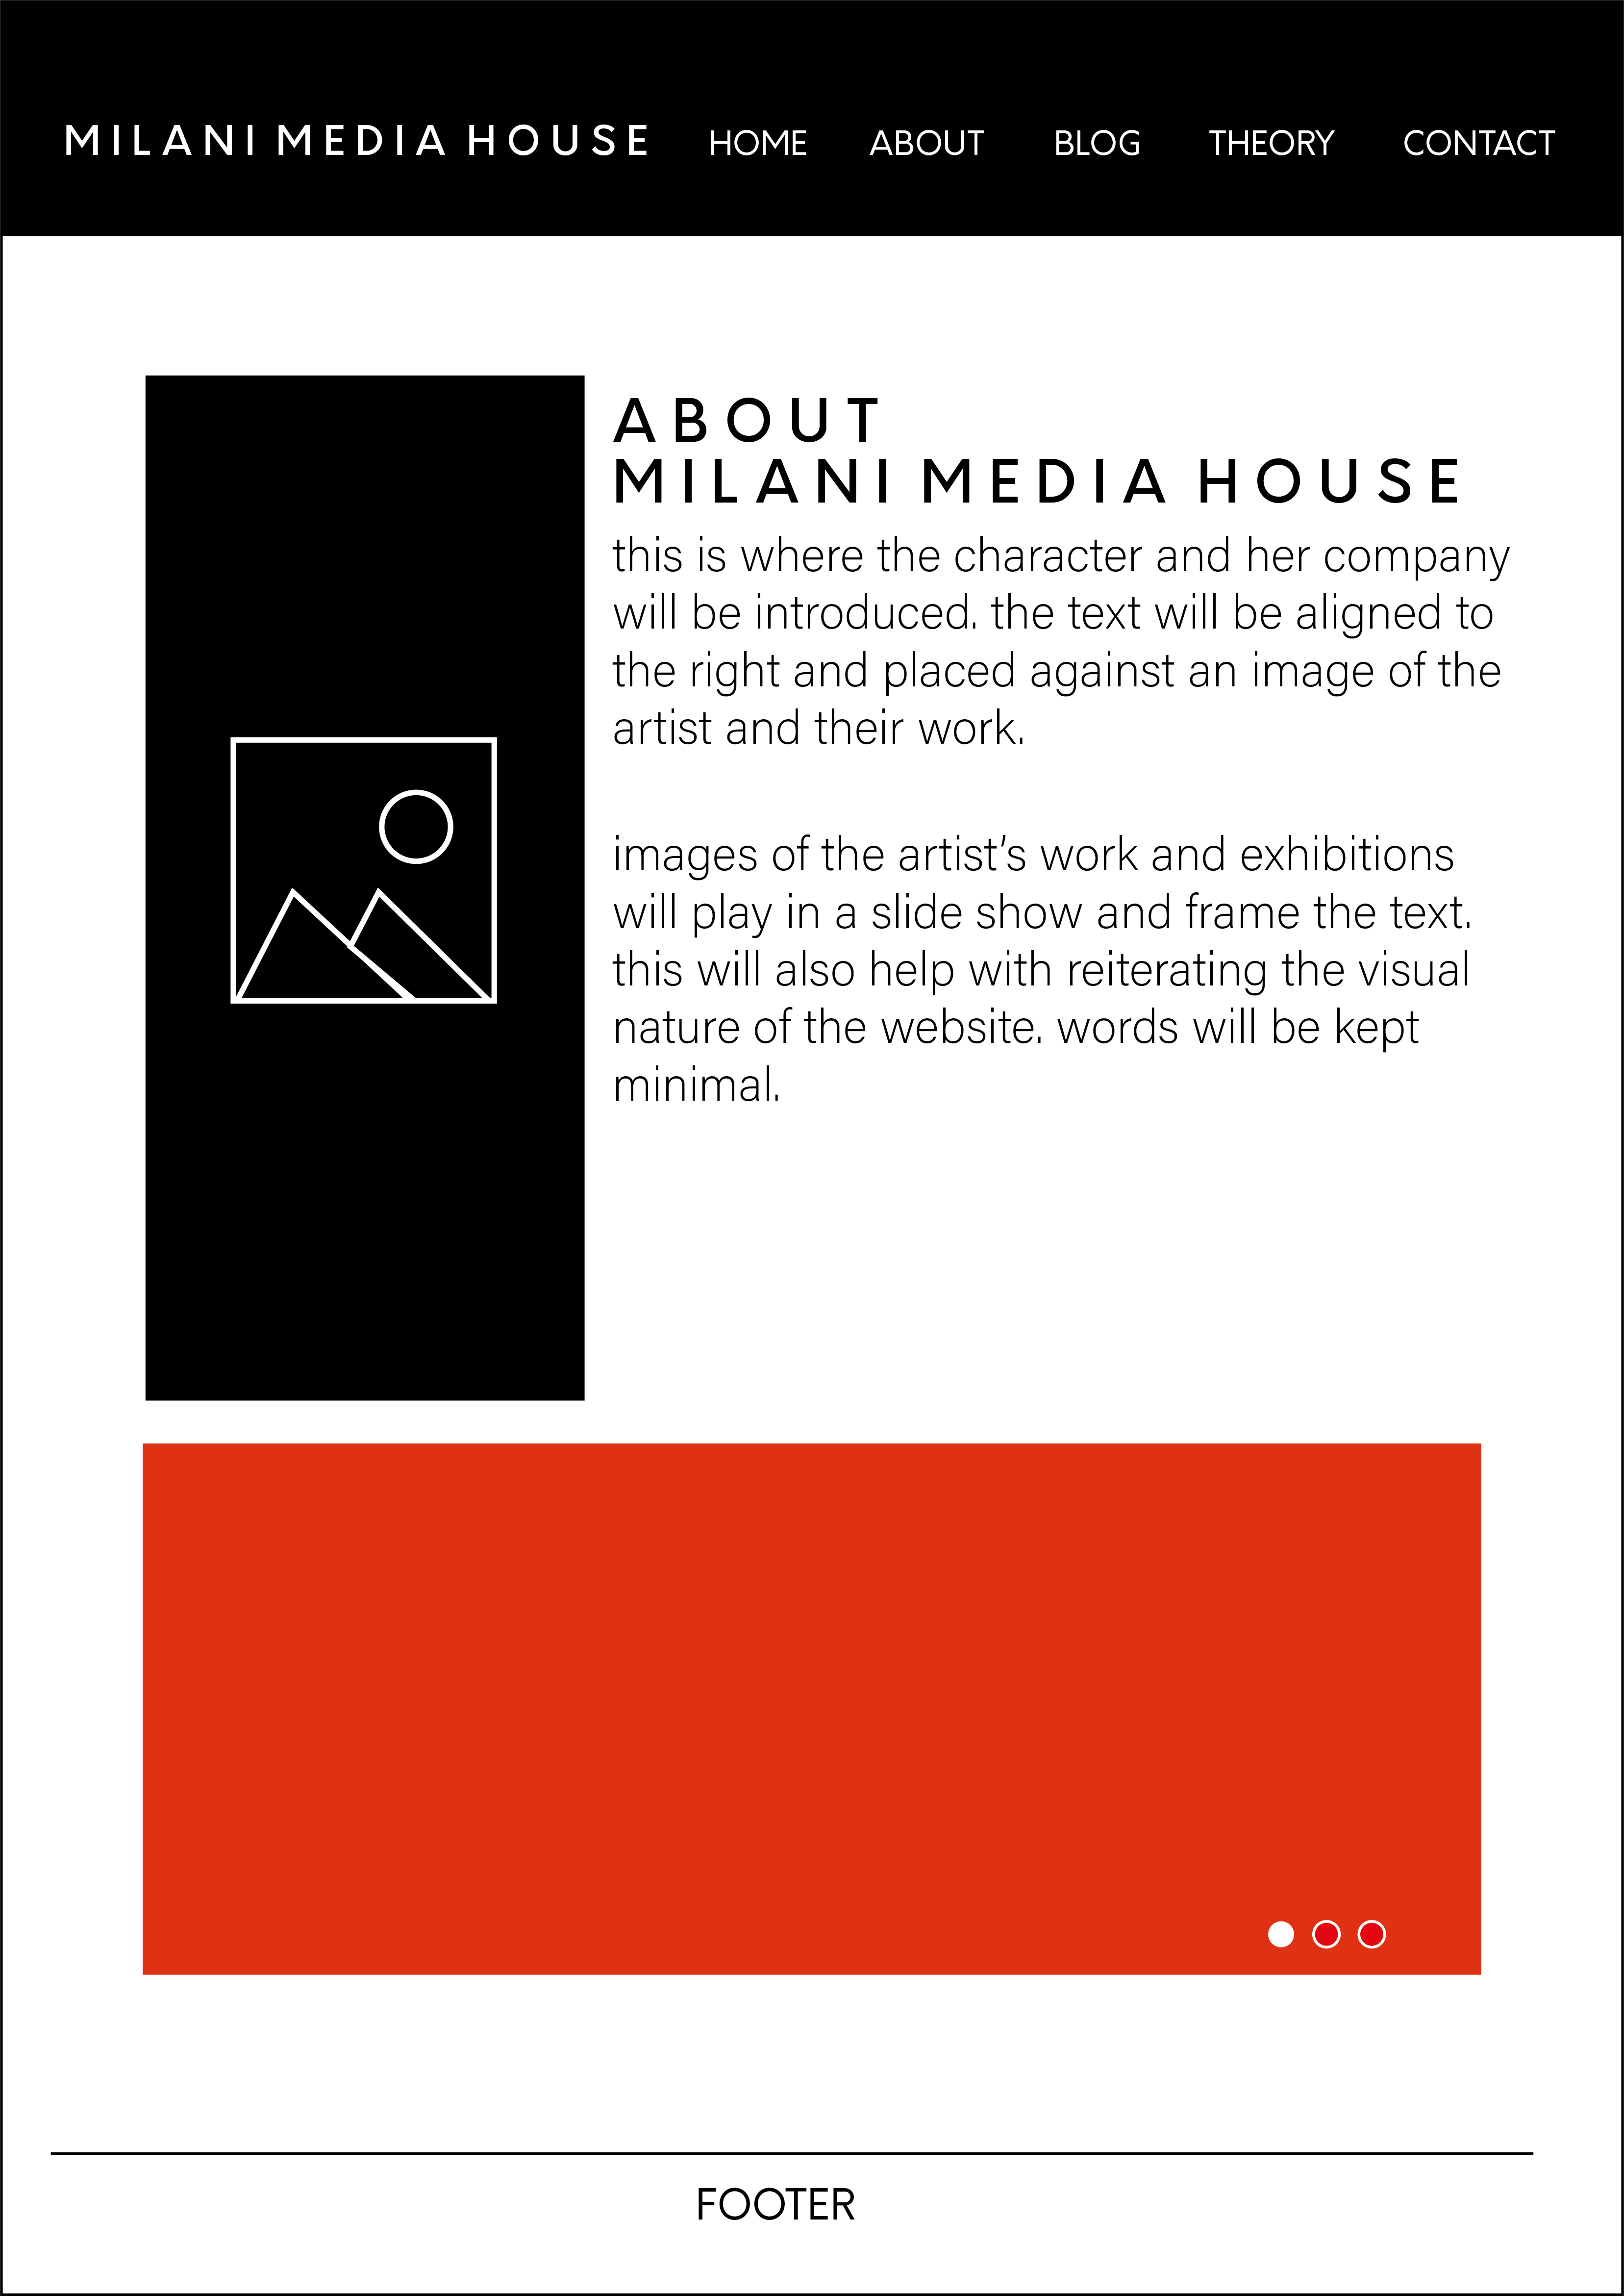 MILANI MEDIA HOUSE HOME ABOUT BLOG THEORY CONTACT
ABOUT
MILANI MEDIA HOUSE
this is where the character and her company
will be introduced. the text will be aligned to
the right and placed against an image of the
artist and their work.
images of the artist’s work and exhibitions
will play in a slide show and frame the text.
this will also help with reiterating the visual
nature of the website. words will be kept
minimal.
FOOTER